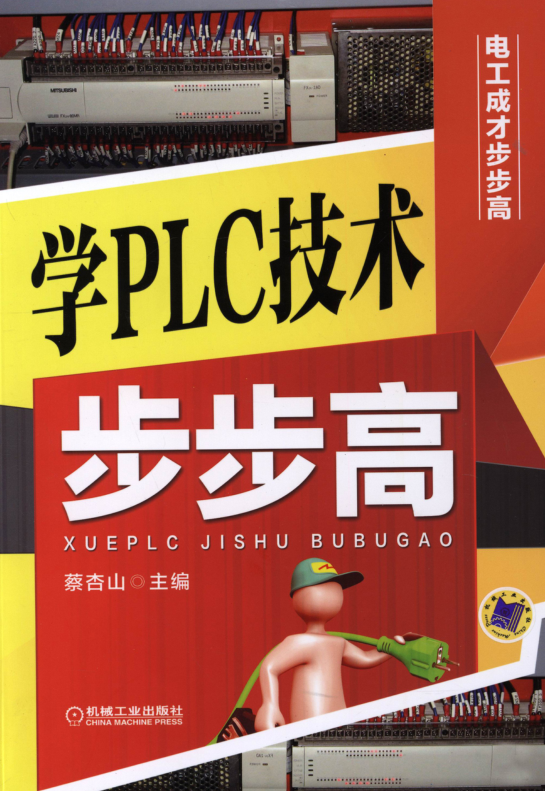 MITSUBISHI
电工成才步步高
学PLC技术
步步高
XUEPLC JISHU BUBUGAO
蔡杏山◎主编
机械工业出版社
CHINA MACHINE PRESS